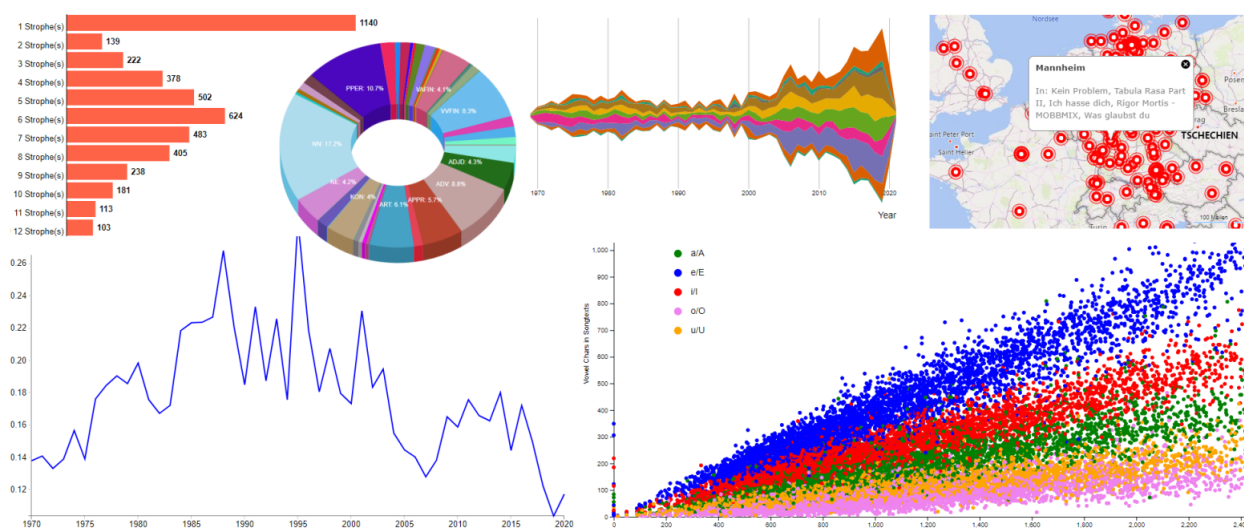 1 Strophe(s) 1140
2 Strophe(s) 139
3 Strophe(s) 222
4 Strophe(s) 378
5 Strophe(s) 502
6 Strophe(s) 624
7 Strophe(s) 483
8 Strophe(s) 405
9 Strophe(s) 238
10 Strophe(s) 181
11 Strophe(s) 113
12 Strophe(s) 103
PPER: 10.7%
VAFIN: 4.1%
VVFIN: 8.3%
ADJD: 4.3%
ADV: 8.8%
APPR: 5.7%
ART: 6.1%
KON: 4%
NE: 4.2%
NN: 17.2%
1970 1980 1990 2000 2010 2020
Year
Nordsee
Posen
Mannheim
In: Kein Problem, Tabula Rasa Part
II, Ich hasse dich, Rigor Mortis -
MOBBMIX, Was glaubst du
Bresla
rag
TSCHECHIEN
Saint Peter Port
Saint Helier
Turin
100 Meilen
0.26
0.24
0.22
0.20
0.18
0.16
0.14
0.12
1970 1975 1980 1985 1990 1995 2000 2005 2010 2015 2020
a/A
e/E
i/I
o/O
u/U
Vowel Chars in Songtexts
1,000
900
800
700
600
500
400
300
200
100
0
0 200 400 600 800 1,000 1,200 1,400 1,600 1,800 2,000 2,200 2,4